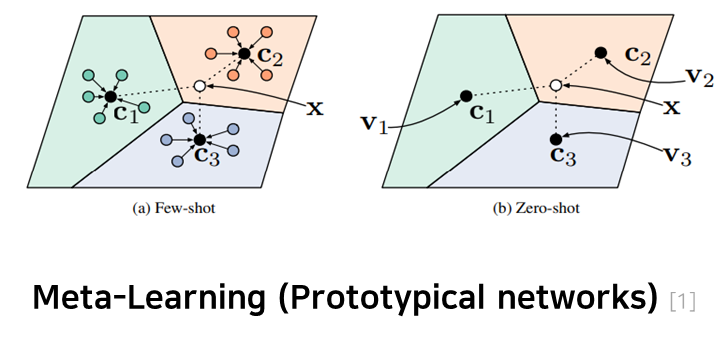 c₁
c₂
c₃
x
(a) Few-shot
v₁
c₁
c₂
v₂
x
c₃
v₃
(b) Zero-shot
Meta-Learning (Prototypical networks) [1]